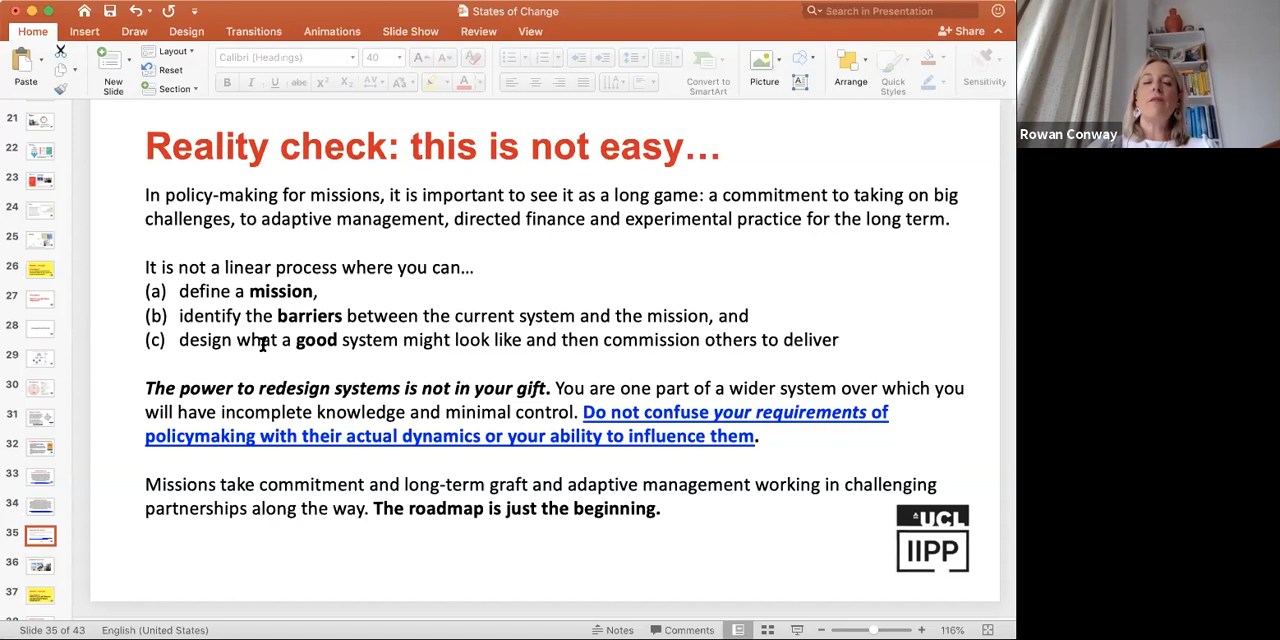 States of Change
Search in Presentation
Home Insert Draw Design Transitions Animations Slide Show Review View Share
Paste
New
Slide
Layout
Reset
Section
Calibri (Headings) 40
Convert to
SmartArt
Picture
Arrange
Quick
Styles
Sensitivity
21
22
23
24
25
26
27
28
29
30
31
32
33
34
35
36
37
Reality check: this is not easy…
In policy-making for missions, it is important to see it as a long game: a commitment to taking on big
challenges, to adaptive management, directed finance and experimental practice for the long term.
It is not a linear process where you can…
(a) define a mission,
(b) identify the barriers between the current system and the mission, and
(c) design what a good system might look like and then commission others to deliver
The power to redesign systems is not in your gift. You are one part of a wider system over which you
will have incomplete knowledge and minimal control. Do not confuse your requirements of
policymaking with their actual dynamics or your ability to influence them.
Missions take commitment and long-term graft and adaptive management working in challenging
partnerships along the way. The roadmap is just the beginning.
UCL
IIPP
Rowan Conway
Slide 35 of 43 English (United States) Notes Comments 116%